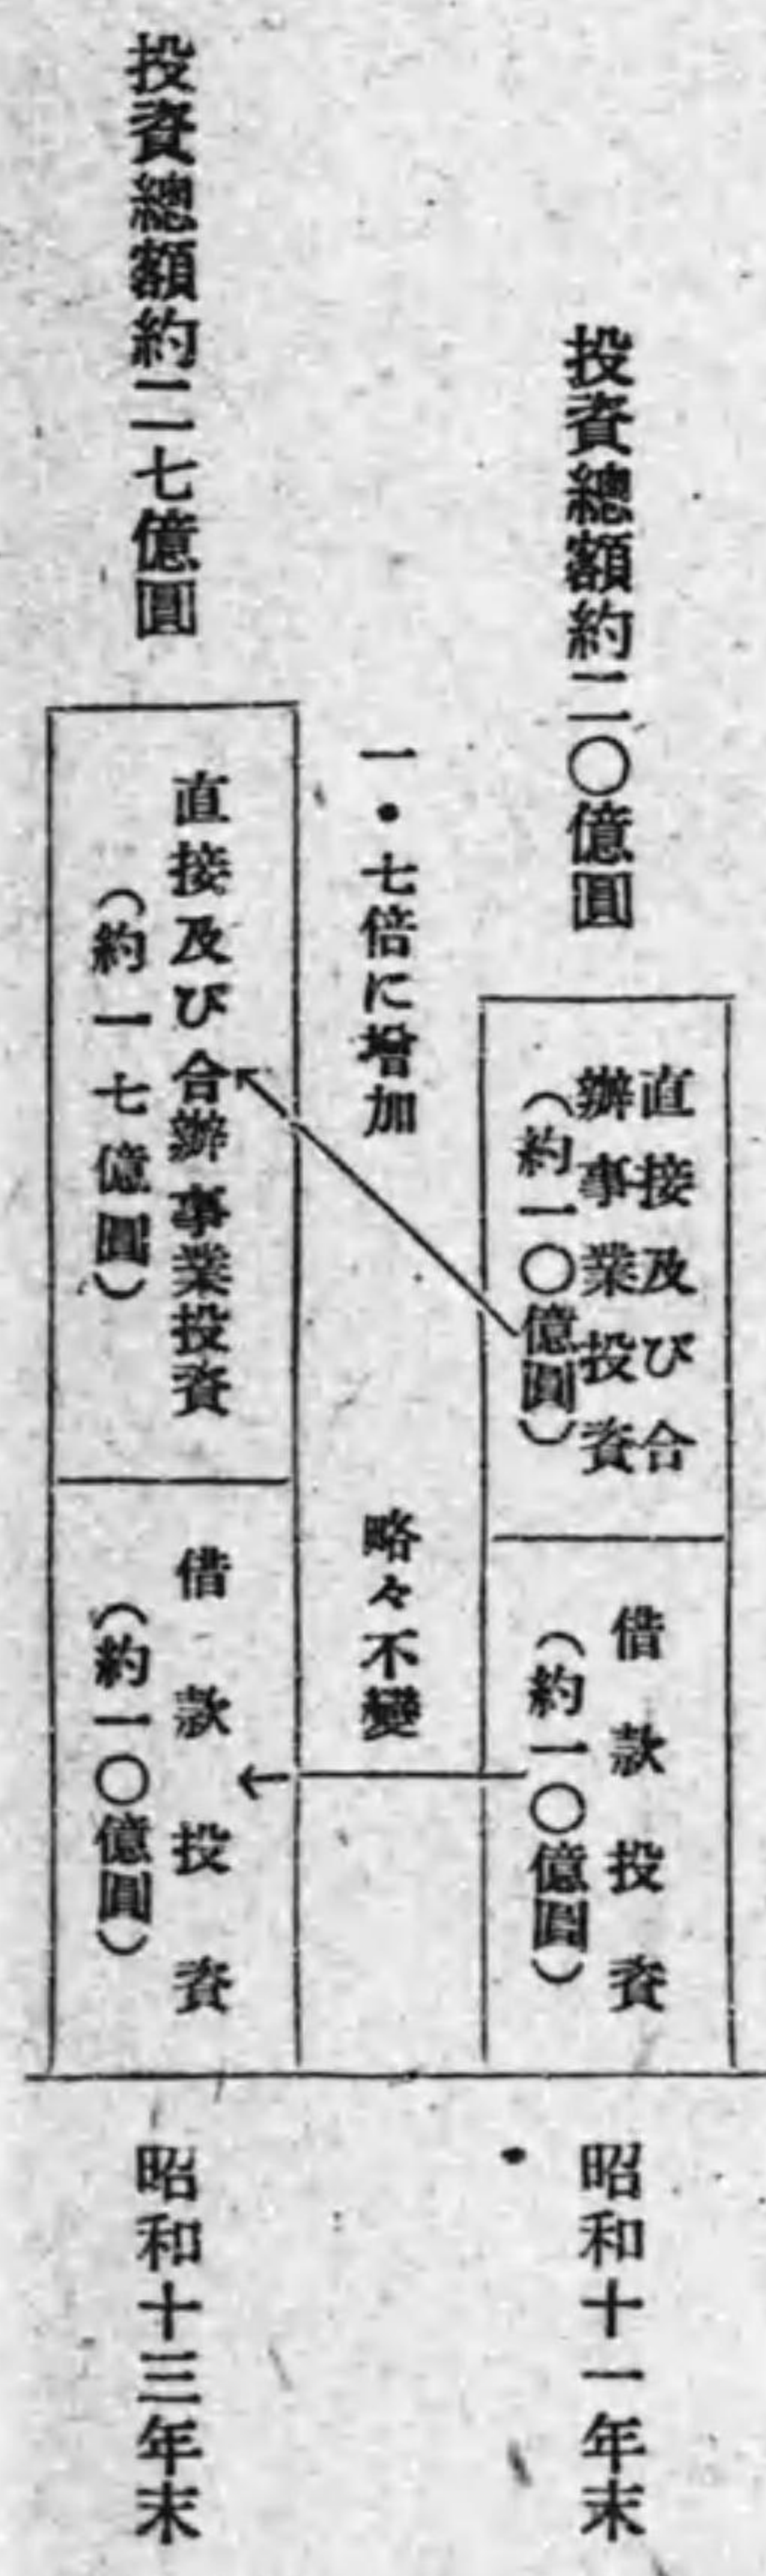 投資總額約二〇億圓
直接及び合
辦事業投資
（約一〇億圓）
借款投資
（約一〇億圓）
昭和十一年末
一・七倍に增加
略々不變
投資總額約二七億圓
直接及び合辦事業投資
（約一七億圓）
借款投資
（約一〇億圓）
昭和十三年末